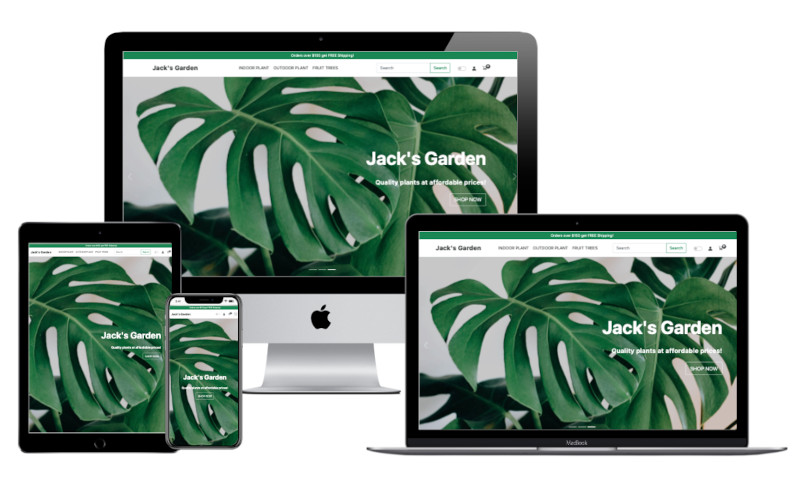 Orders over $150 get FREE Shipping!
Jack's Garden INDOOR PLANT OUTDOOR PLANT FRUIT TREES Search Search
Jack's Garden
Quality plants at affordable prices!
SHOP NOW
Jack's Garden
Jack's Garden
Quality plants at affordable prices!
SHOP NOW
Jack's Garden
Jack's Garden
Quality plants at affordable prices!
SHOP NOW
Orders over $150 get FREE Shipping!
Jack's Garden INDOOR PLANT OUTDOOR PLANT FRUIT TREES Search Search
Jack's Garden
Quality plants at affordable prices!
SHOP NOW
MacBook